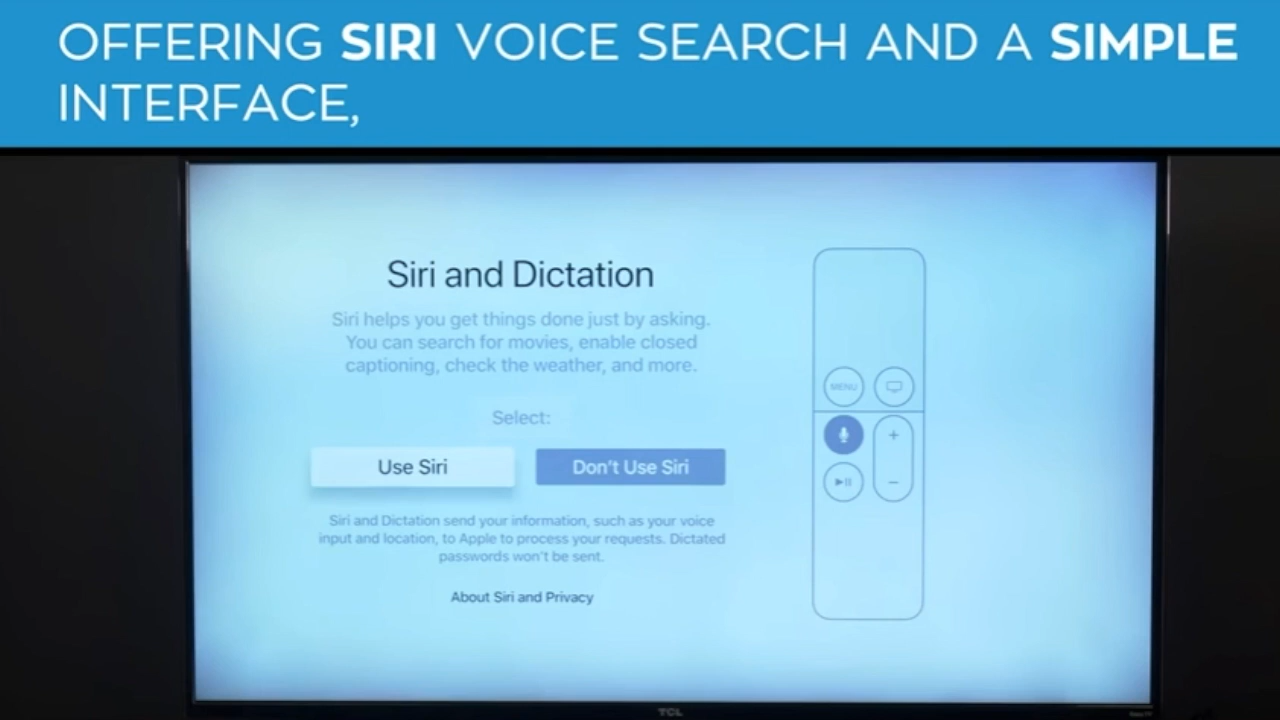 OFFERING SIRI VOICE SEARCH AND A SIMPLE
INTERFACE,
Siri and Dictation
Siri helps you get things done just by asking.
You can search for movies, enable closed
captioning, check the weather, and more.
Select:
Use Siri
Don't Use Siri
Siri and Dictation send your information, such as your voice
input and location, to Apple to process your requests. Dictated
passwords won't be sent.
About Siri and Privacy
MENU
TCL